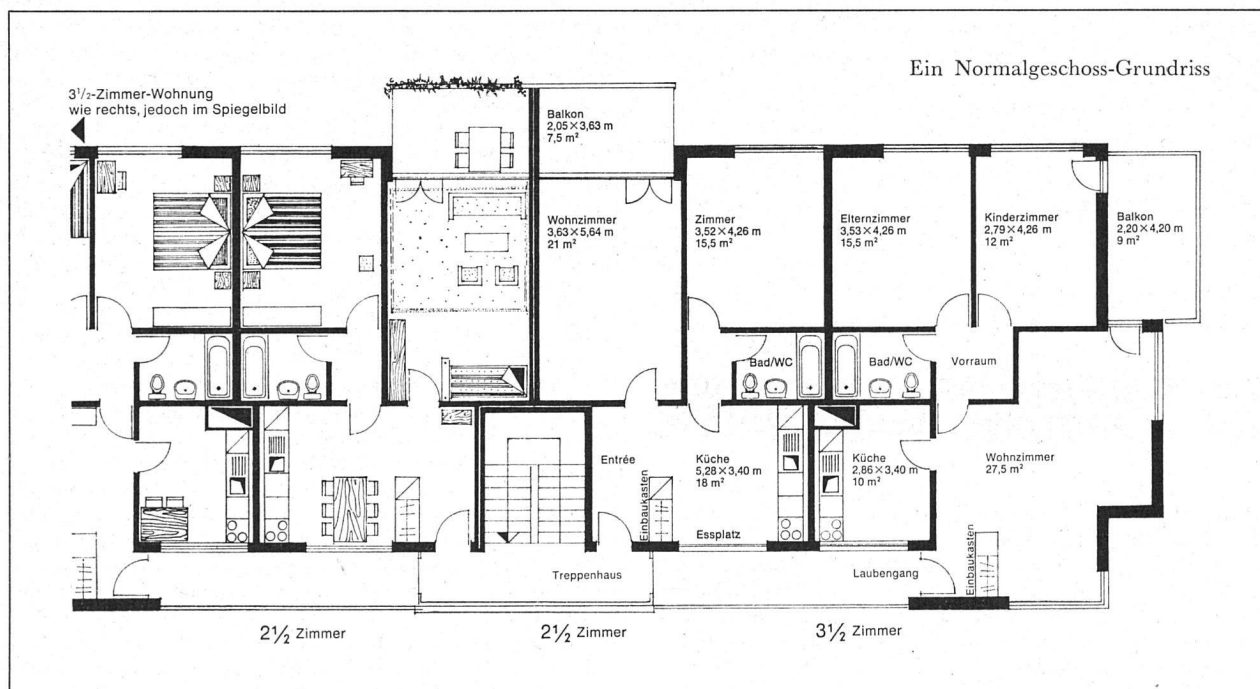 Ein Normalgeschoss-Grundriss
3½-Zimmer-Wohnung
wie rechts, jedoch im Spiegelbild
Balkon
2,05×3,63 m
7,5 m²
Wohnzimmer
3,63×5,64 m
21 m²
Zimmer
3,52×4,26 m
15,5 m²
Elternzimmer
3,53×4,26 m
15,5 m²
Kinderzimmer
2,79×4,26 m
12 m²
Balkon
2,20×4,20 m
9 m²
Bad/WC
Bad/WC
Vorraum
Entrée
Einbaukasten
Küche
5,28×3,40 m
18 m²
Essplatz
Küche
2,86×3,40 m
10 m²
Wohnzimmer
27,5 m²
Einbaukasten
Treppenhaus
Laubengang
2½ Zimmer
2½ Zimmer
3½ Zimmer